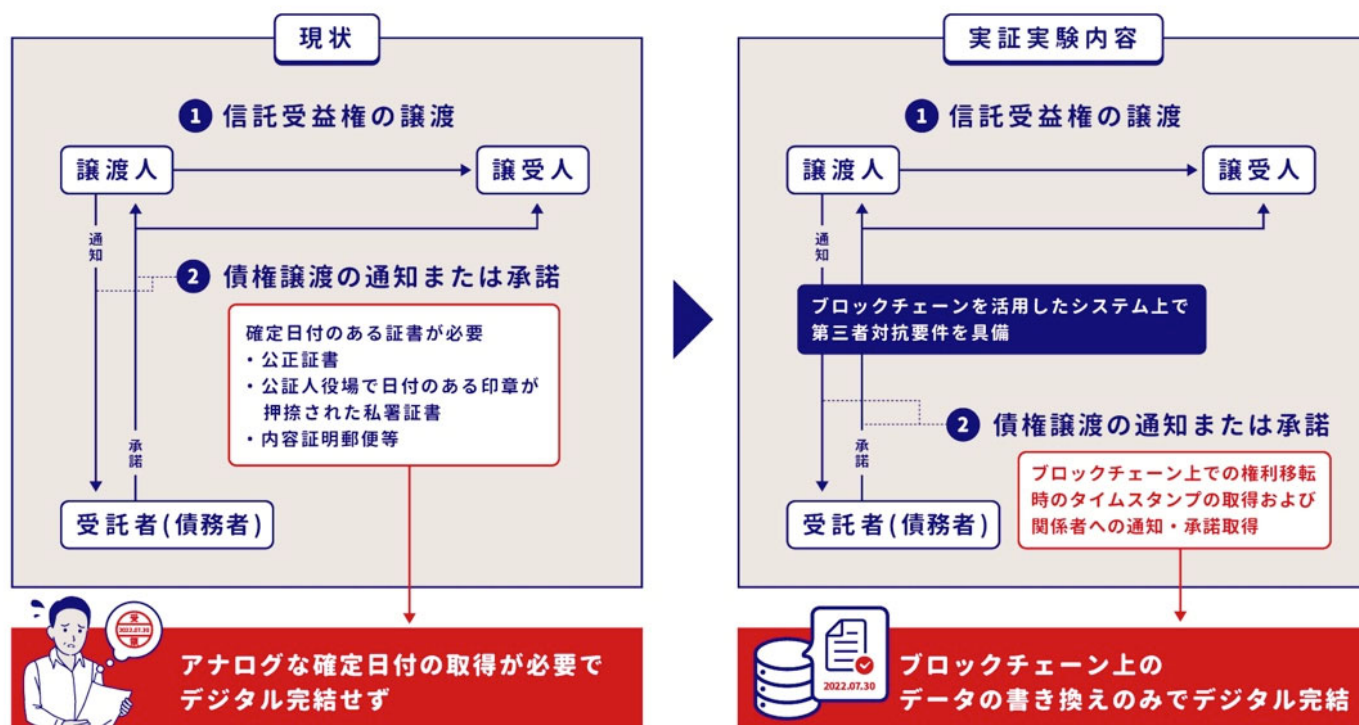 現状
1 信託受益権の譲渡
譲渡人
譲受人
通知
2 債権譲渡の通知または承諾
確定日付のある証書が必要
・公正証書
・公証人役場で日付のある印章が
押捺された私署証書
・内容証明郵便等
承諾
受託者(債務者)
受
2022.07.30
領
アナログな確定日付の取得が必要で
デジタル完結せず
実証実験内容
1 信託受益権の譲渡
譲渡人
譲受人
通知
ブロックチェーンを活用したシステム上で
第三者対抗要件を具備
2 債権譲渡の通知または承諾
承諾
ブロックチェーン上での権利移転
時のタイムスタンプの取得および
関係者への通知・承諾取得
受託者(債務者)
2022.07.30
ブロックチェーン上の
データの書き換えのみでデジタル完結